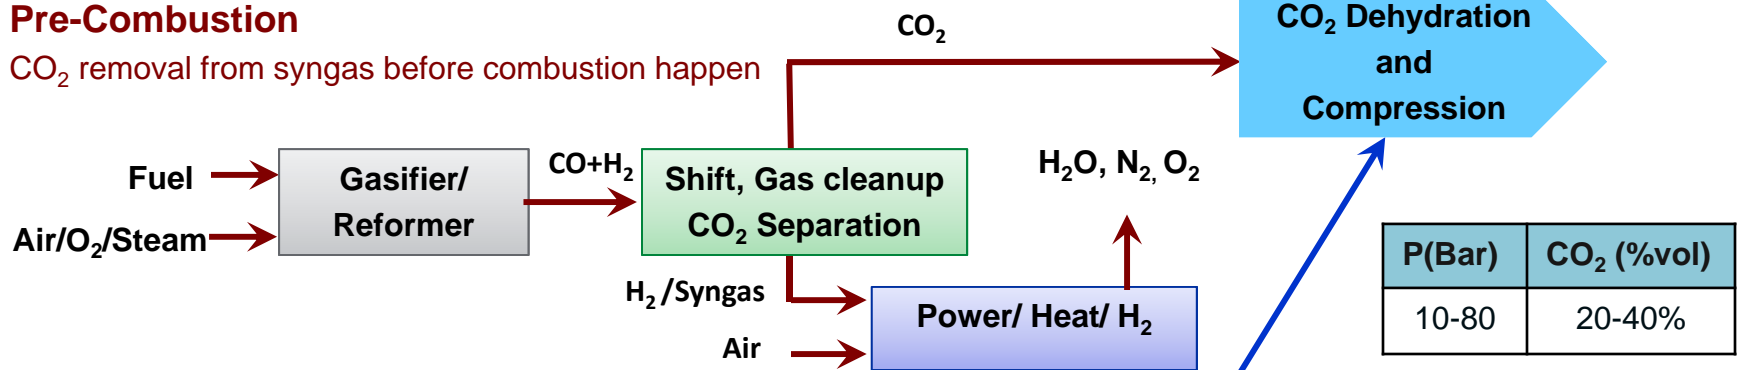 Pre-Combustion
CO₂ removal from syngas before combustion happen
CO₂
CO₂ Dehydration
and
Compression
Fuel
Air/O₂/Steam
Gasifier/
Reformer
CO+H₂
Shift, Gas cleanup
CO₂ Separation
H₂O, N₂, O₂
H₂ /Syngas
Air
Power/ Heat/ H₂
P(Bar) CO₂ (%vol)
10-80 20-40%